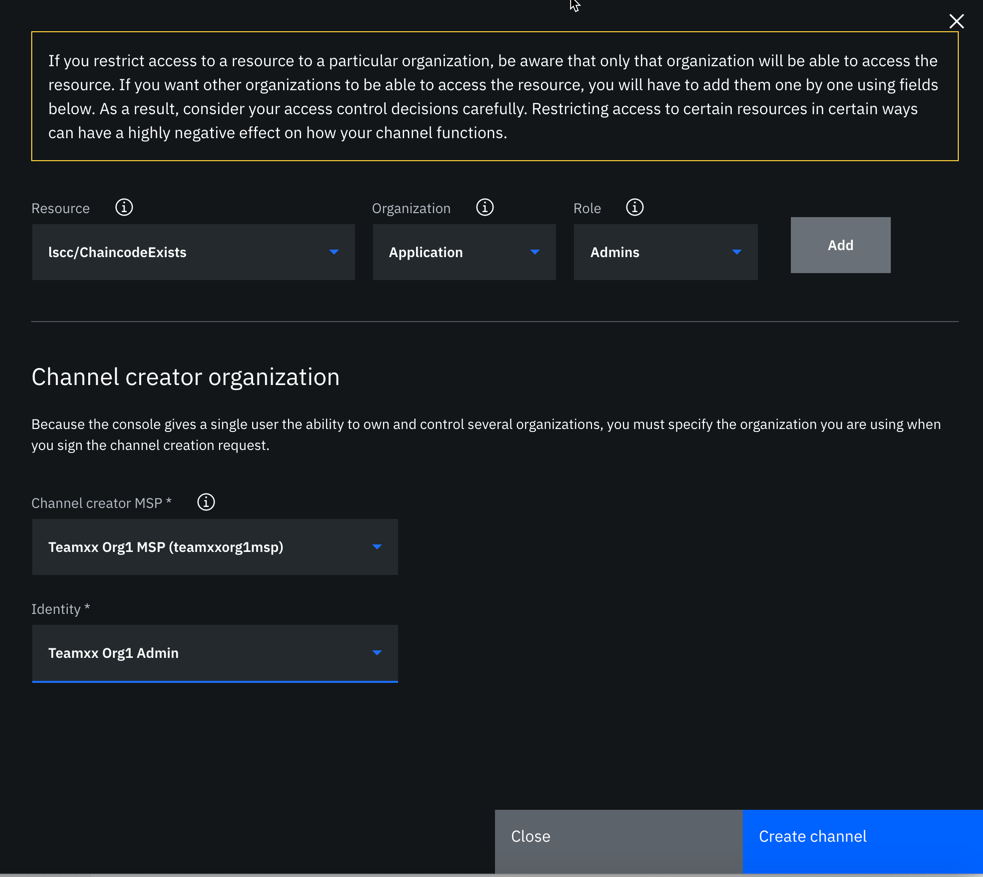 If you restrict access to a resource to a particular organization, be aware that only that organization will be able to access the
resource. If you want other organizations to be able to access the resource, you will have to add them one by one using fields
below. As a result, consider your access control decisions carefully. Restricting access to certain resources in certain ways
can have a highly negative effect on how your channel functions.
Resource Organization Role
lscc/ChaincodeExists Application Admins Add
Channel creator organization
Because the console gives a single user the ability to own and control several organizations, you must specify the organization you are using when
you sign the channel creation request.
Channel creator MSP *
Teamxx Org1 MSP (teamxxorg1msp)
Identity *
Teamxx Org1 Admin
Close Create channel